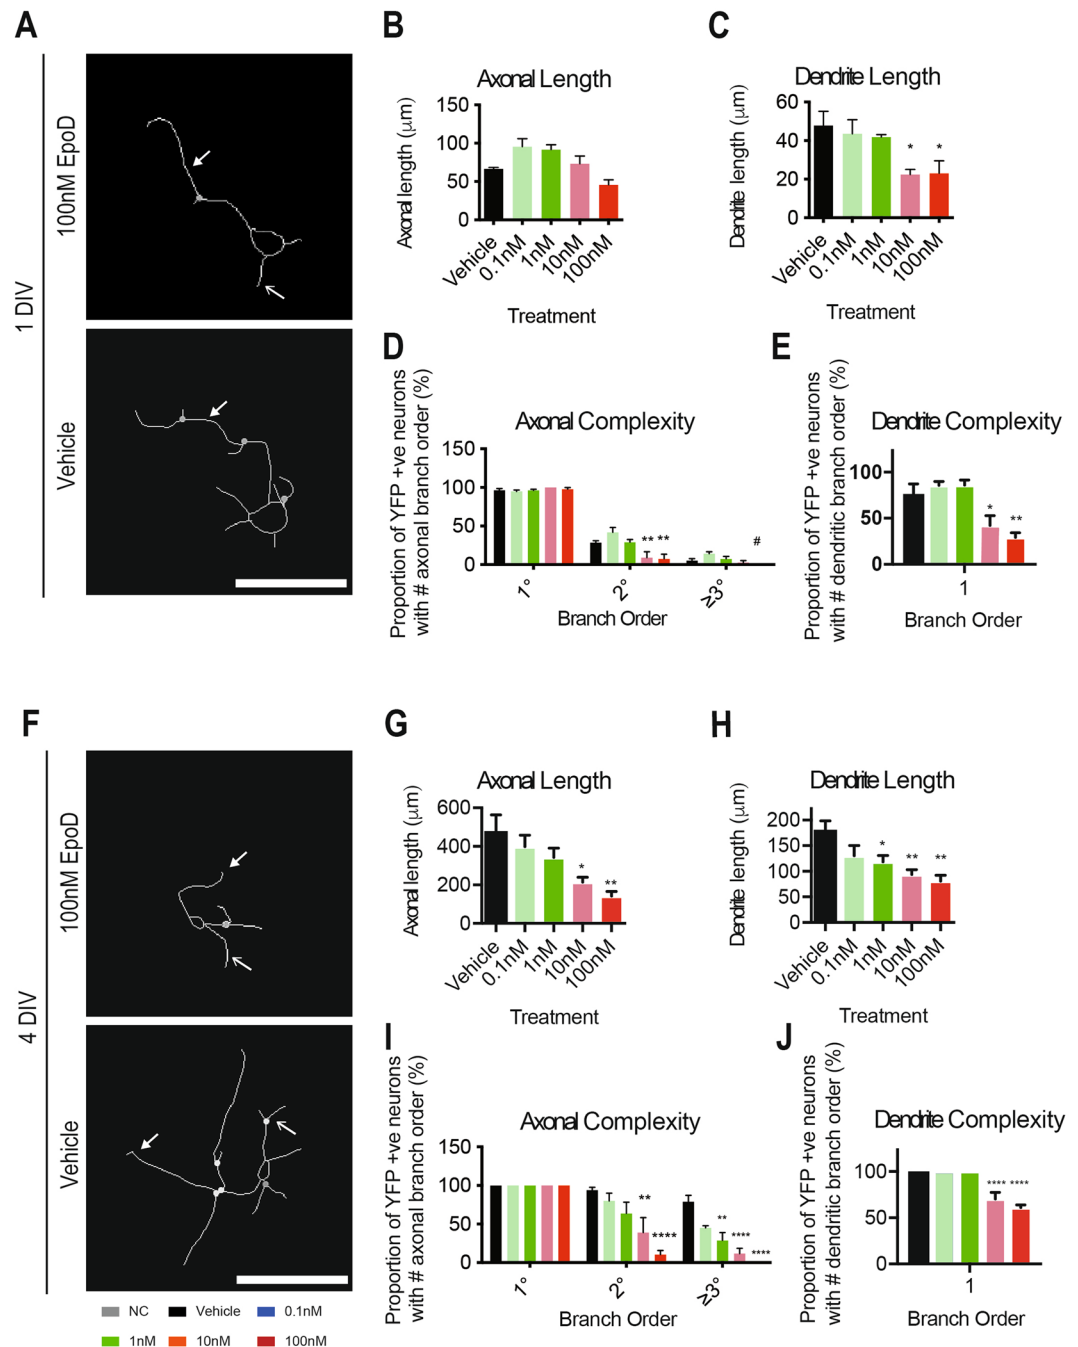 A
1 DIV
100nM EpoD
Vehicle
B
Axonal Length
Axonal length (μm)
150
100
50
0
Vehicle
0.1nM
1nM
10nM
100nM
Treatment
C
Dendrite Length
Dendrite length (μm)
60
40
20
0
*
*
Vehicle
0.1nM
1nM
10nM
100nM
Treatment
D
Axonal Complexity
Proportion of YFP +ve neurons
with # axonal branch order (%)
150
100
50
0
** **
#
1°
2°
≥3°
Branch Order
E
Dendrite Complexity
Proportion of YFP +ve neurons
with # dendritic branch order (%)
100
50
0
*
**
1
Branch Order
F
4 DIV
100nM EpoD
Vehicle
G
Axonal Length
Axonal length (μm)
600
400
200
0
*
**
Vehicle
0.1nM
1nM
10nM
100nM
Treatment
H
Dendrite Length
Dendrite length (μm)
200
150
100
50
0
*
**
**
Vehicle
0.1nM
1nM
10nM
100nM
Treatment
I
Axonal Complexity
Proportion of YFP +ve neurons
with # axonal branch order (%)
150
100
50
0
**
****
**
****
****
1°
2°
≥3°
Branch Order
J
Dendrite Complexity
Proportion of YFP +ve neurons
with # dendritic branch order (%)
100
50
0
**** ****
1
Branch Order
NC Vehicle 0.1nM
1nM 10nM 100nM